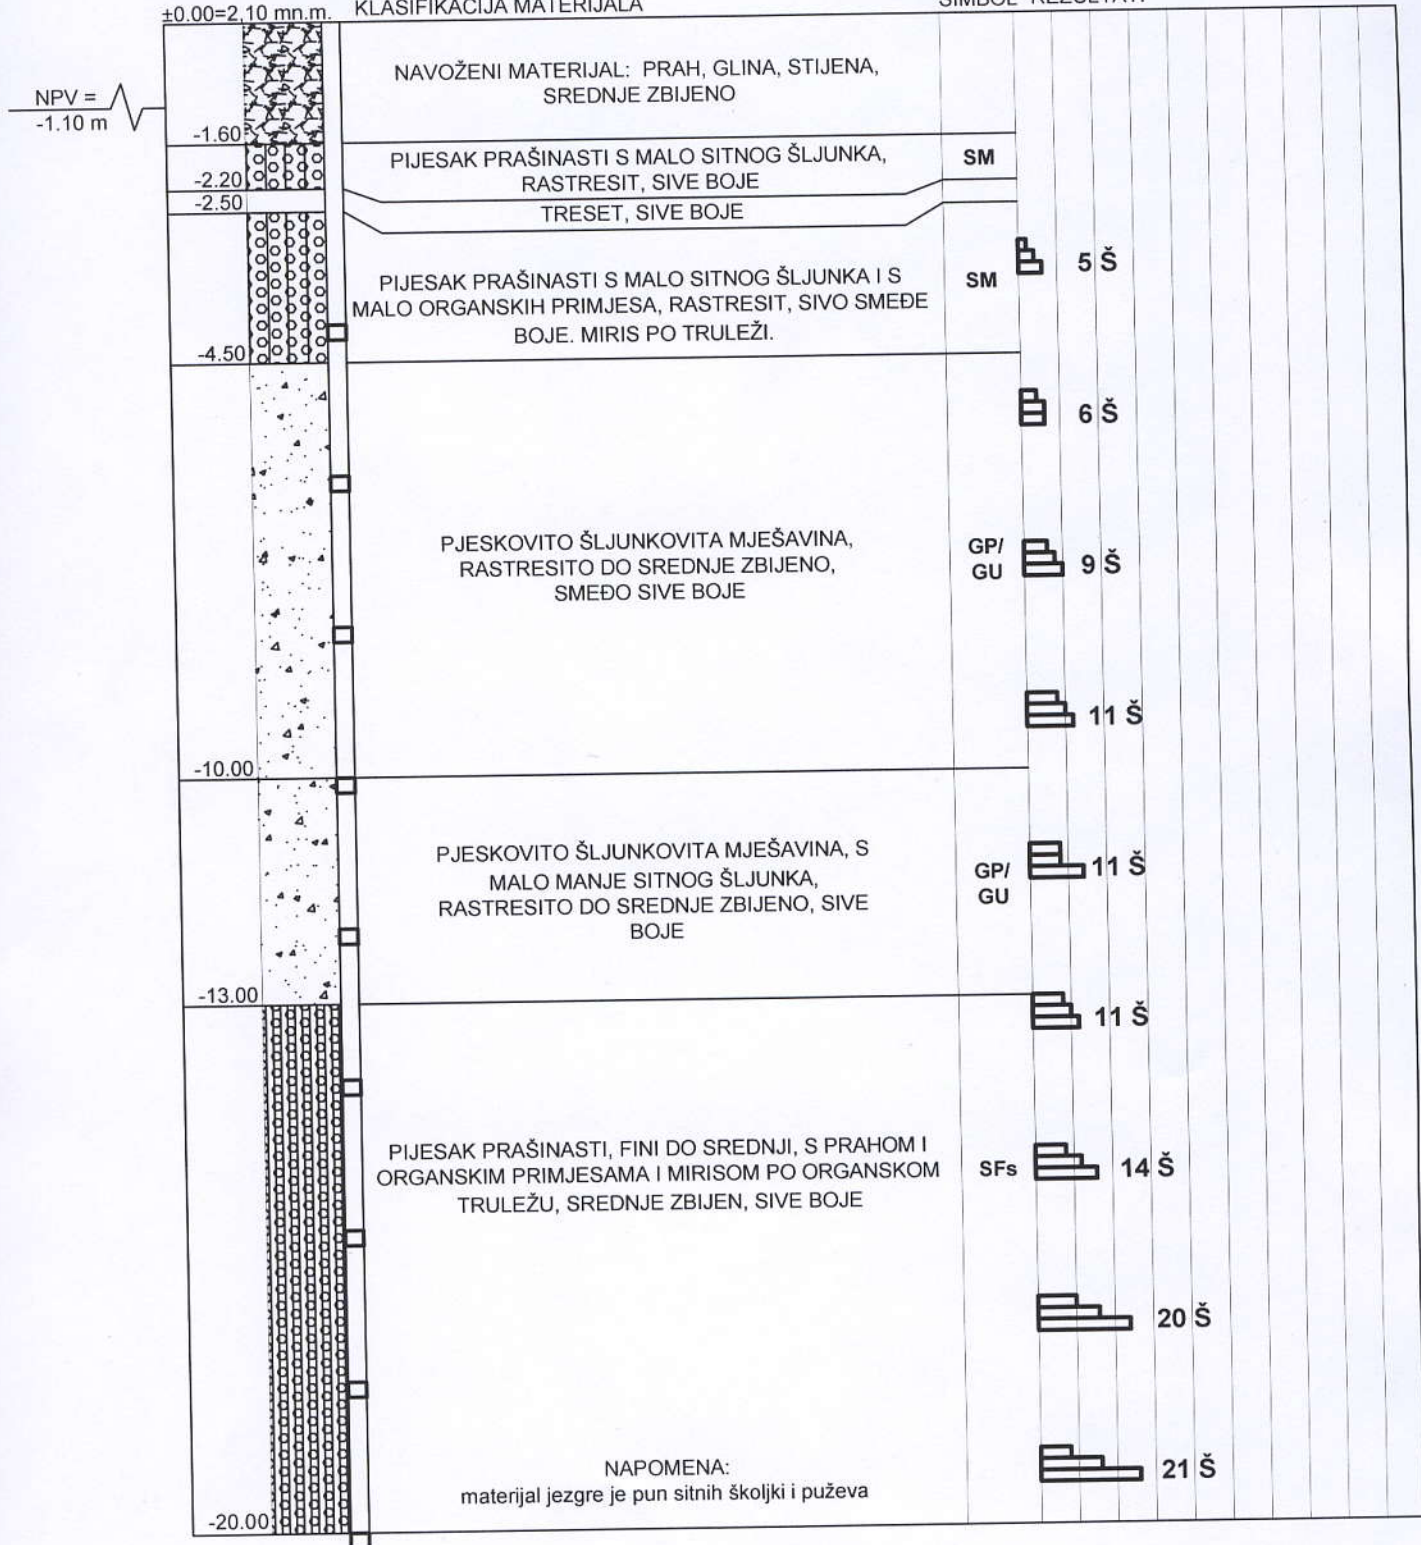 ±0.00=2,10 mn.m.
KLASIFIKACIJA MATERIJALA
SIMBOL REZULTATI
NPV =
-1.10 m
NAVOŽENI MATERIJAL: PRAH, GLINA, STIJENA,
SREDNJE ZBIJENO
-1.60
PIJESAK PRAŠINASTI S MALO SITNOG ŠLJUNKA,
RASTRESIT, SIVE BOJE
SM
-2.20
TRESET, SIVE BOJE
-2.50
PIJESAK PRAŠINASTI S MALO SITNOG ŠLJUNKA I S
MALO ORGANSKIH PRIMJESA, RASTRESIT, SIVO SMEĐE
BOJE. MIRIS PO TRULEŽI.
SM
5 Š
-4.50
6 Š
PJESKOVITO ŠLJUNKOVITA MJEŠAVINA,
RASTRESITO DO SREDNJE ZBIJENO,
SMEĐO SIVE BOJE
GP/
GU
9 Š
11 Š
-10.00
PJESKOVITO ŠLJUNKOVITA MJEŠAVINA, S
MALO MANJE SITNOG ŠLJUNKA,
RASTRESITO DO SREDNJE ZBIJENO, SIVE
BOJE
GP/
GU
11 Š
-13.00
11 Š
PIJESAK PRAŠINASTI, FINI DO SREDNJI, S PRAHOM I
ORGANSKIM PRIMJESAMA I MIRISOM PO ORGANSKOM
TRULEŽU, SREDNJE ZBIJEN, SIVE BOJE
SFs
14 Š
20 Š
21 Š
NAPOMENA:
materijal jezgre je pun sitnih školjki i puževa
-20.00